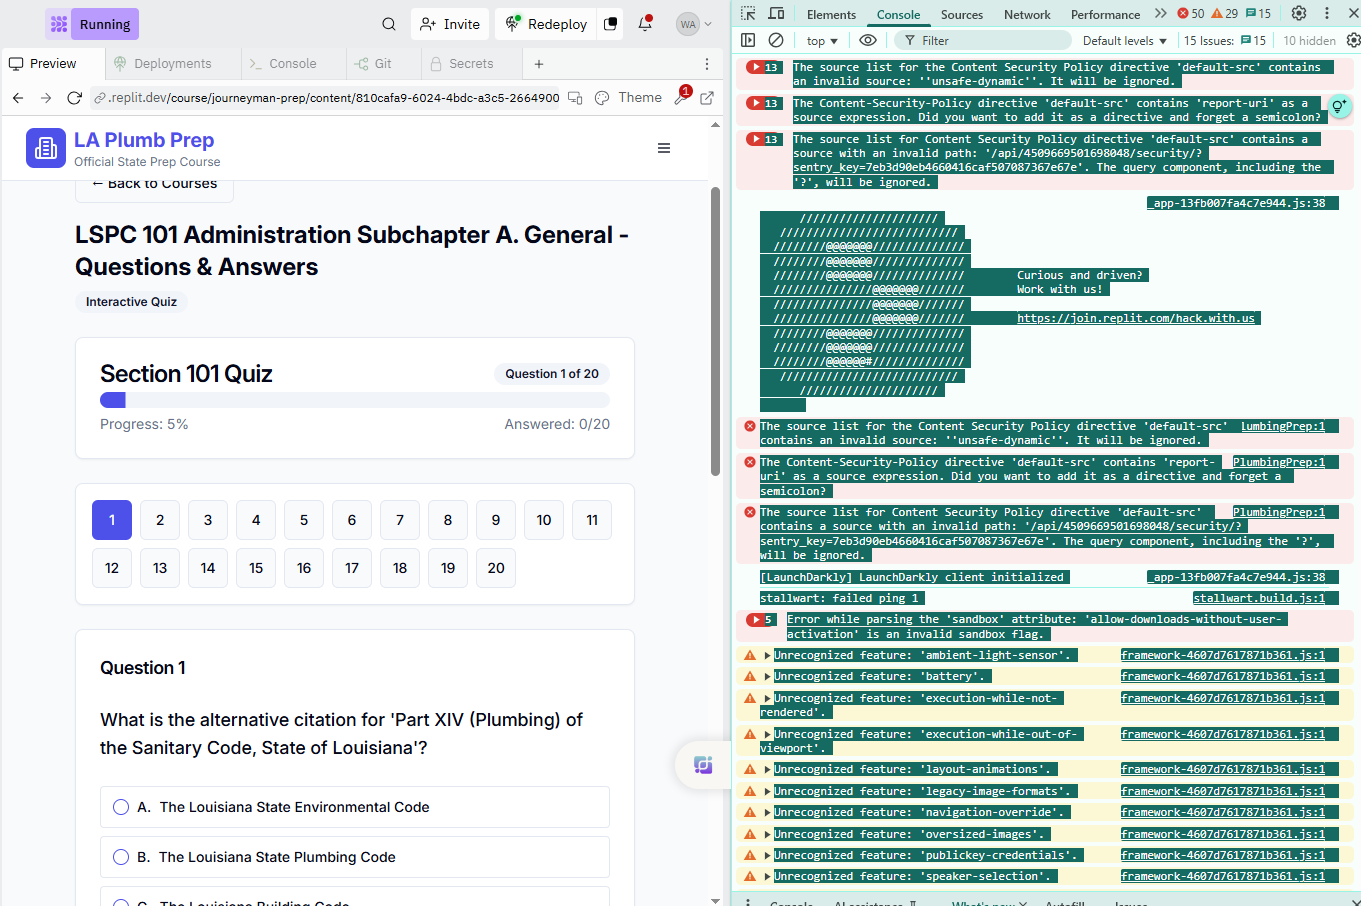 Running
Invite
Redeploy
WA
Preview
Deployments
Console
Git
Secrets
.replit.dev/course/journeyman-prep/content/810cafa9-6024-4bdc-a3c5-2664900
Theme
1
LA Plumb Prep
Official State Prep Course
← Back to Courses
LSPC 101 Administration Subchapter A. General -
Questions & Answers
Interactive Quiz
Section 101 Quiz
Question 1 of 20
Progress: 5%
Answered: 0/20
1 2 3 4 5 6 7 8 9 10 11
12 13 14 15 16 17 18 19 20
Question 1
What is the alternative citation for 'Part XIV (Plumbing) of
the Sanitary Code, State of Louisiana'?
A. The Louisiana State Environmental Code
B. The Louisiana State Plumbing Code
C. The Louisiana Building Code
Elements Console Sources Network Performance 50 29 15
top Filter Default levels 15 Issues: 15 10 hidden
13 The source list for the Content Security Policy directive 'default-src' contains
an invalid source: ''unsafe-dynamic''. It will be ignored.
13 The Content-Security-Policy directive 'default-src' contains 'report-uri' as a
source expression. Did you want to add it as a directive and forget a semicolon?
13 The source list for Content Security Policy directive 'default-src' contains a
source with an invalid path: '/api/4509669501698048/security/?
sentry_key=7eb3d90eb4660416caf507087367e67e'. The query component, including the
'?', will be ignored.
_app-13fb007fa4c7e944.js:38
/////////////////////
///////////////////////////
////////@@@@@@@//////////////
////////@@@@@@@//////////////
////////@@@@@@@////////////// Curious and driven?
///////////////@@@@@@@/////// Work with us!
///////////////@@@@@@@///////
///////////////@@@@@@@/////// https://join.replit.com/hack.with.us
////////@@@@@@@//////////////
////////@@@@@@@//////////////
////////@@@@@@#//////////////
///////////////////////////
/////////////////////
The source list for the Content Security Policy directive 'default-src' lumbingPrep:1
contains an invalid source: ''unsafe-dynamic''. It will be ignored.
The Content-Security-Policy directive 'default-src' contains 'report- PlumbingPrep:1
uri' as a source expression. Did you want to add it as a directive and forget a
semicolon?
The source list for Content Security Policy directive 'default-src' PlumbingPrep:1
contains a source with an invalid path: '/api/4509669501698048/security/?
sentry_key=7eb3d90eb4660416caf507087367e67e'. The query component, including the '?',
will be ignored.
[LaunchDarkly] LaunchDarkly client initialized _app-13fb007fa4c7e944.js:38
stallwart: failed ping 1 stallwart.build.js:1
5 Error while parsing the 'sandbox' attribute: 'allow-downloads-without-user-
activation' is an invalid sandbox flag.
Unrecognized feature: 'ambient-light-sensor'. framework-4607d7617871b361.js:1
Unrecognized feature: 'battery'. framework-4607d7617871b361.js:1
Unrecognized feature: 'execution-while-not- framework-4607d7617871b361.js:1
rendered'.
Unrecognized feature: 'execution-while-out-of- framework-4607d7617871b361.js:1
viewport'.
Unrecognized feature: 'layout-animations'. framework-4607d7617871b361.js:1
Unrecognized feature: 'legacy-image-formats'. framework-4607d7617871b361.js:1
Unrecognized feature: 'navigation-override'. framework-4607d7617871b361.js:1
Unrecognized feature: 'oversized-images'. framework-4607d7617871b361.js:1
Unrecognized feature: 'publickey-credentials'. framework-4607d7617871b361.js:1
Unrecognized feature: 'speaker-selection'. framework-4607d7617871b361.js:1
Console AI assistance What's new Autofill Issues